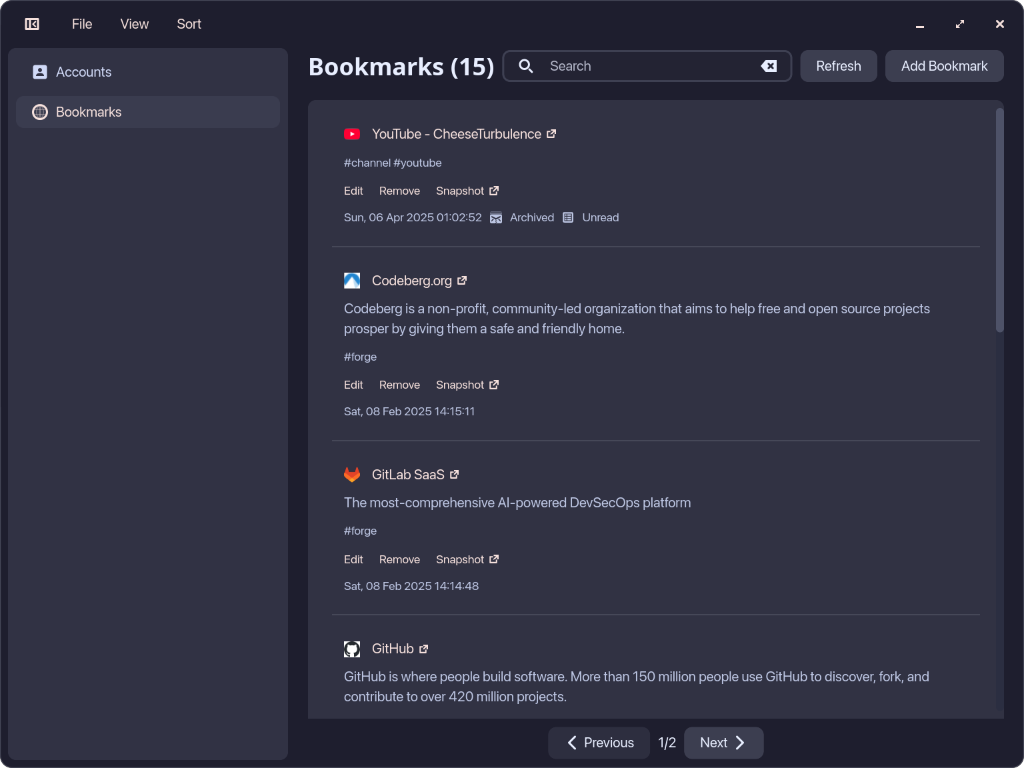 File View Sort
Accounts
Bookmarks
Bookmarks (15)
Search
Refresh
Add Bookmark
YouTube - CheeseTurbulence
#channel #youtube
Edit Remove Snapshot
Sun, 06 Apr 2025 01:02:52 Archived Unread
Codeberg.org
Codeberg is a non-profit, community-led organization that aims to help free and open source projects
prosper by giving them a safe and friendly home.
#forge
Edit Remove Snapshot
Sat, 08 Feb 2025 14:15:11
GitLab SaaS
The most-comprehensive AI-powered DevSecOps platform
#forge
Edit Remove Snapshot
Sat, 08 Feb 2025 14:14:48
GitHub
GitHub is where people build software. More than 150 million people use GitHub to discover, fork, and
contribute to over 420 million projects.
Previous 1/2 Next